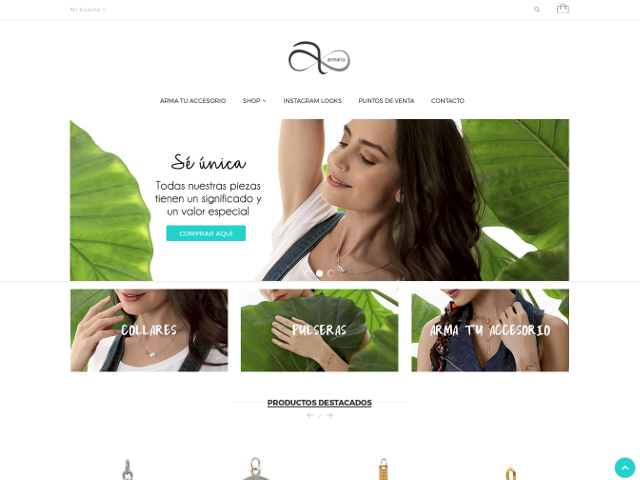 Mi Cuenta
armario
ARMA TU ACCESORIO SHOP INSTAGRAM LOOKS PUNTOS DE VENTA CONTACTO
Sé única
Todas nuestras piezas
tienen un significado y
un valor especial
COMPRAR AQUÍ
COLLARES PULSERAS ARMA TU ACCESORIO
PRODUCTOS DESTACADOS